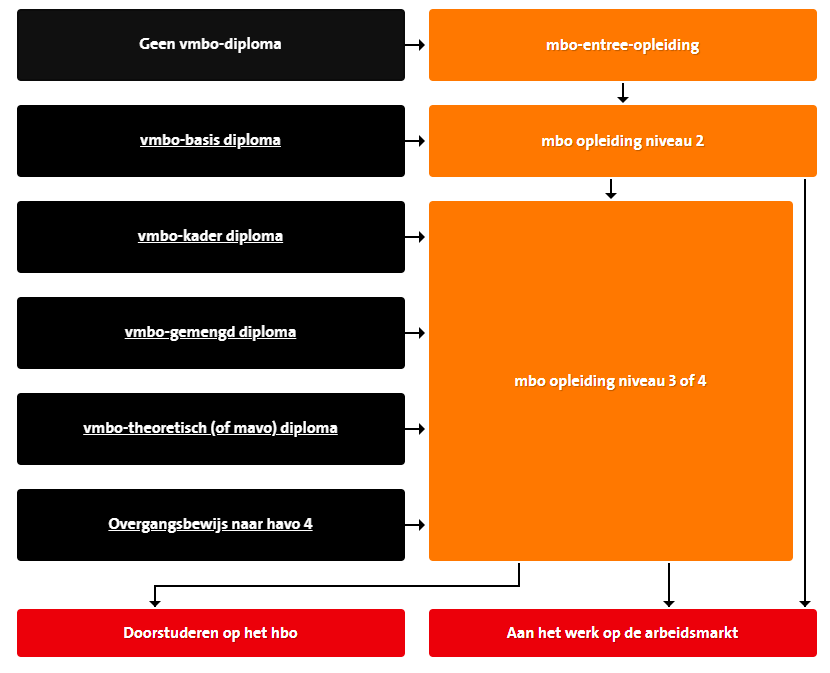 Geen vmbo-diploma
mbo-entree-opleiding
vmbo-basis diploma
mbo opleiding niveau 2
vmbo-kader diploma
vmbo-gemengd diploma
mbo opleiding niveau 3 of 4
vmbo-theoretisch (of mavo) diploma
Overgangsbewijs naar havo 4
Doorstuderen op het hbo
Aan het werk op de arbeidsmarkt